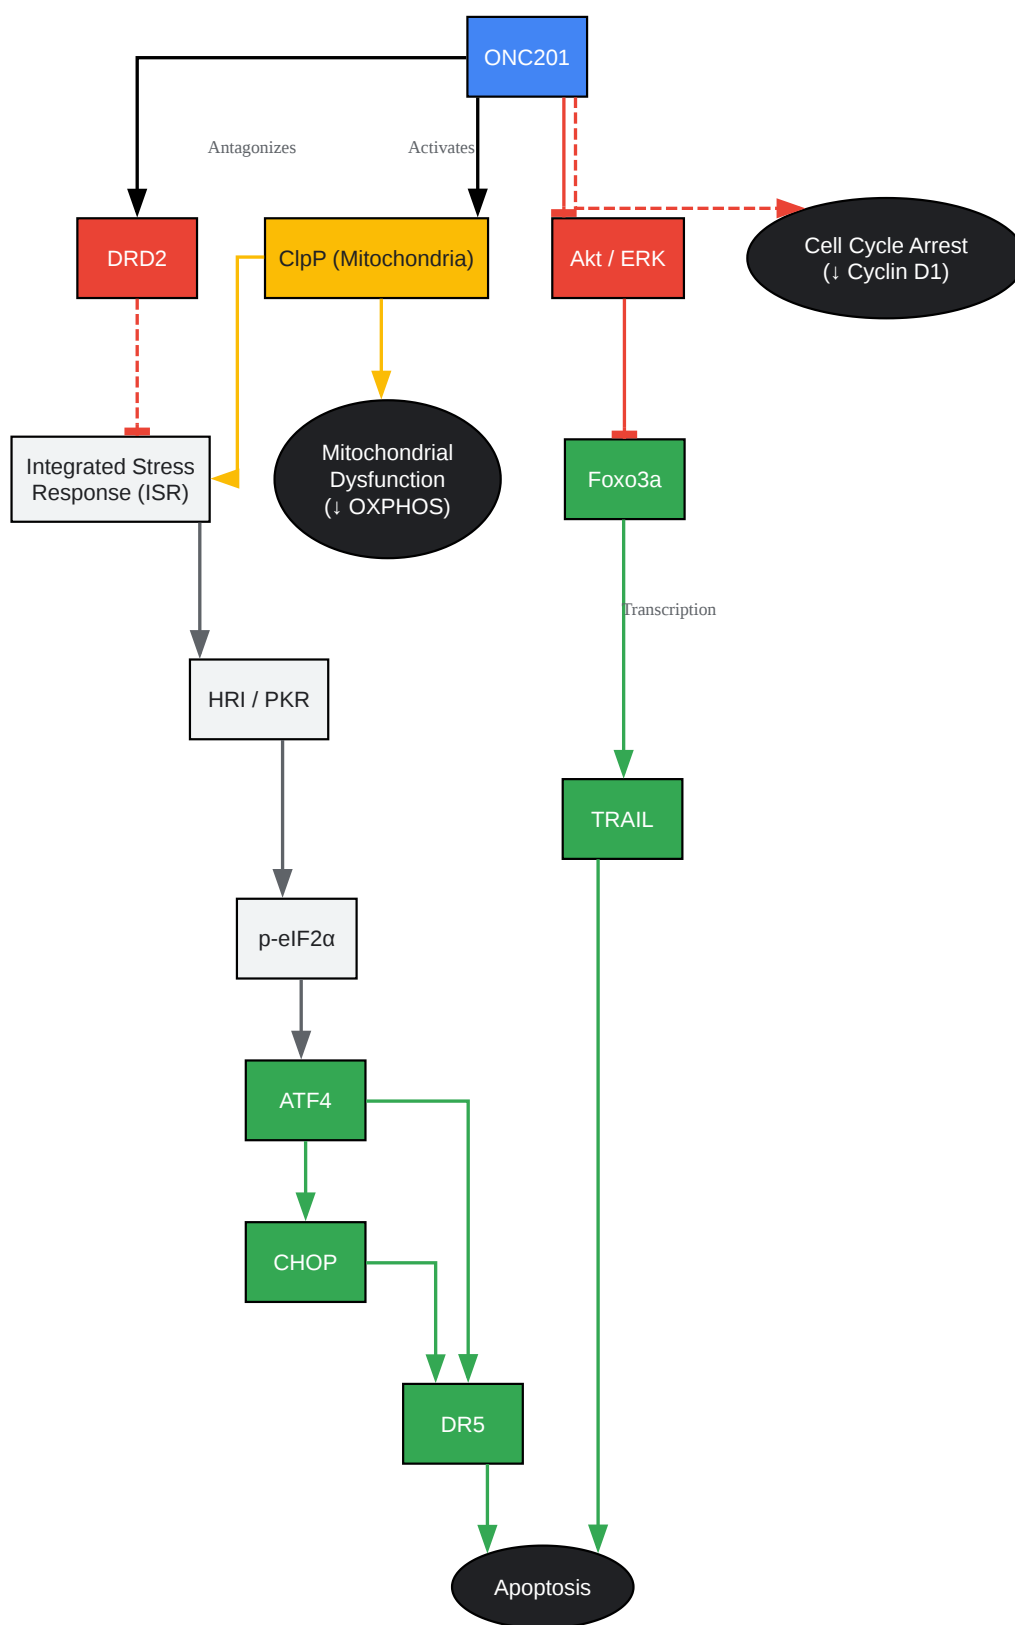 ONC201
Antagonizes
Activates
DRD2
ClpP (Mitochondria)
Akt / ERK
Cell Cycle Arrest
(↓ Cyclin D1)
Integrated Stress
Response (ISR)
Mitochondrial
Dysfunction
(↓ OXPHOS)
Foxo3a
Transcription
HRI / PKR
TRAIL
p-eIF2α
ATF4
CHOP
DR5
Apoptosis